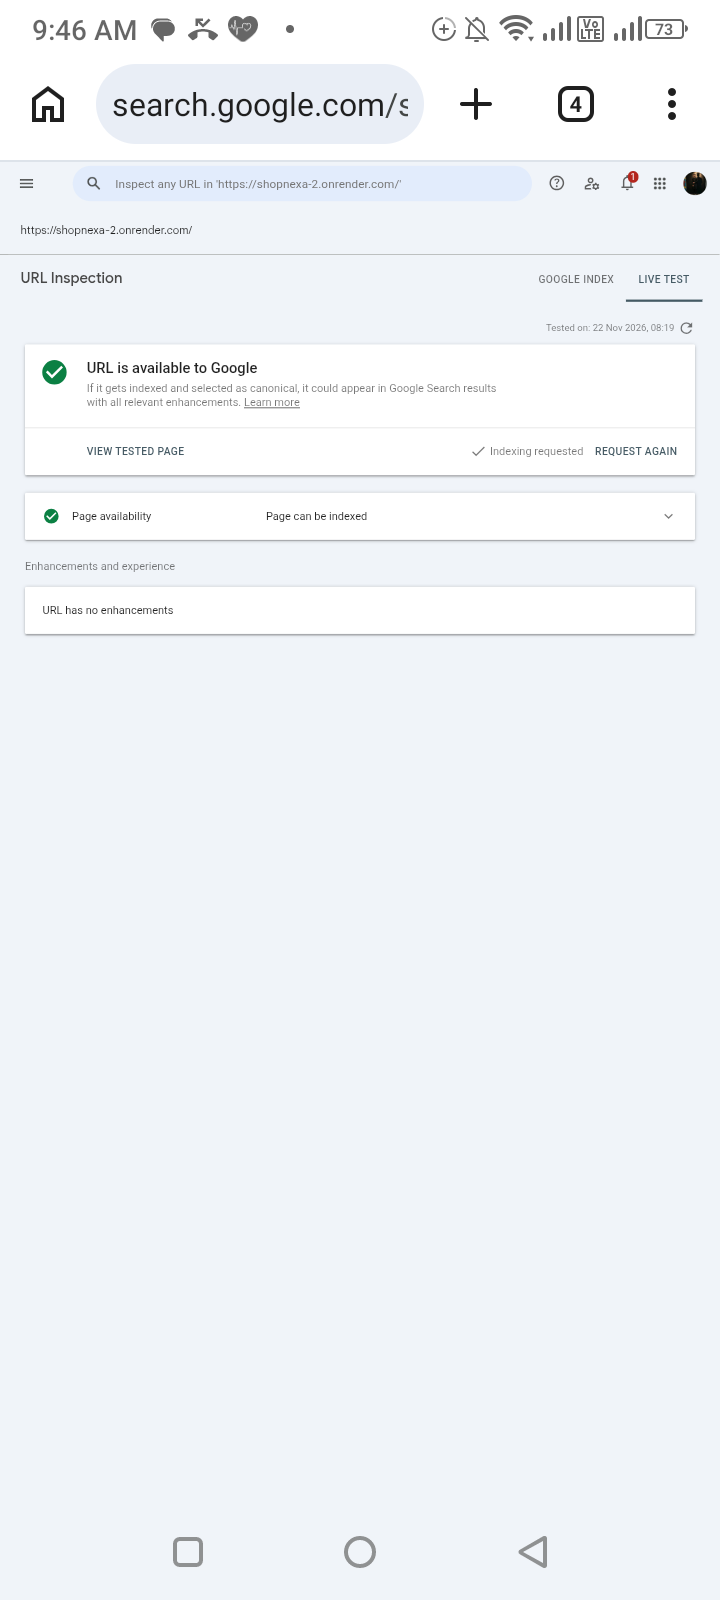 9:46 AM
Vo
LTE
73
search.google.com/s
4
Inspect any URL in 'https://shopnexa-2.onrender.com/'
1
https://shopnexa-2.onrender.com/
URL Inspection
GOOGLE INDEX
LIVE TEST
Tested on: 22 Nov 2026, 08:19
URL is available to Google
If it gets indexed and selected as canonical, it could appear in Google Search results
with all relevant enhancements. Learn more
VIEW TESTED PAGE
Indexing requested
REQUEST AGAIN
Page availability
Page can be indexed
Enhancements and experience
URL has no enhancements